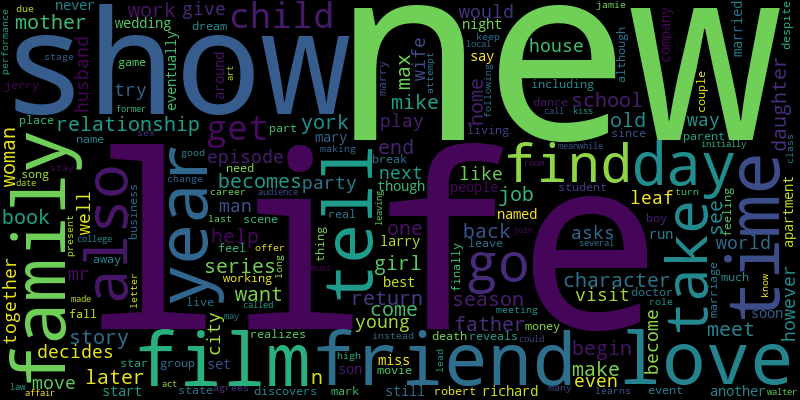 due
never
work
give
child
show
new
performance
mother
wedding
dream
would
jamie
night
keep
local
despite
stage
husband
game
try
eventually
around
art
max
wife
say
house
although
company
married
jerry
former
mike
attempt
home
following
including
couple
daughter
place
relationship
get
part
york
play
marry
dance
school
call
kiss
old
way
name
sex
mary
living
since
parent
class
woman
family
song
date
stay
good
episode
making
end
break
meanwhile
initially
find
day
time
also
year
change
need
becomes
party
next
like
room
career
audience
though
people
job
student
turn
book
well
man
real
tell
leaving
one
named
leaf
boy
feeling
apartment
last
scene
back
leave
join
take
see
present
college
business
help
thing
larry
asks
several
run
world
life
feel
offer
girl
go
mr
away
series
long
finally
character
doctor
much
know
together
made
letter
working
must
best
want
return
season
visit
role
marriage
soon
however
fall
live
called
may
come
meeting
story
city
realizes
young
father
money
become
meet
decides
film
instead
death
reveals
could
begin
love
star
group
set
high
miss
movie
friend
lead
make
move
later
act
son
n
even
law
affair
start
state
agrees
discovers
mark
still
robert
richard
many
learns
event
another
walter